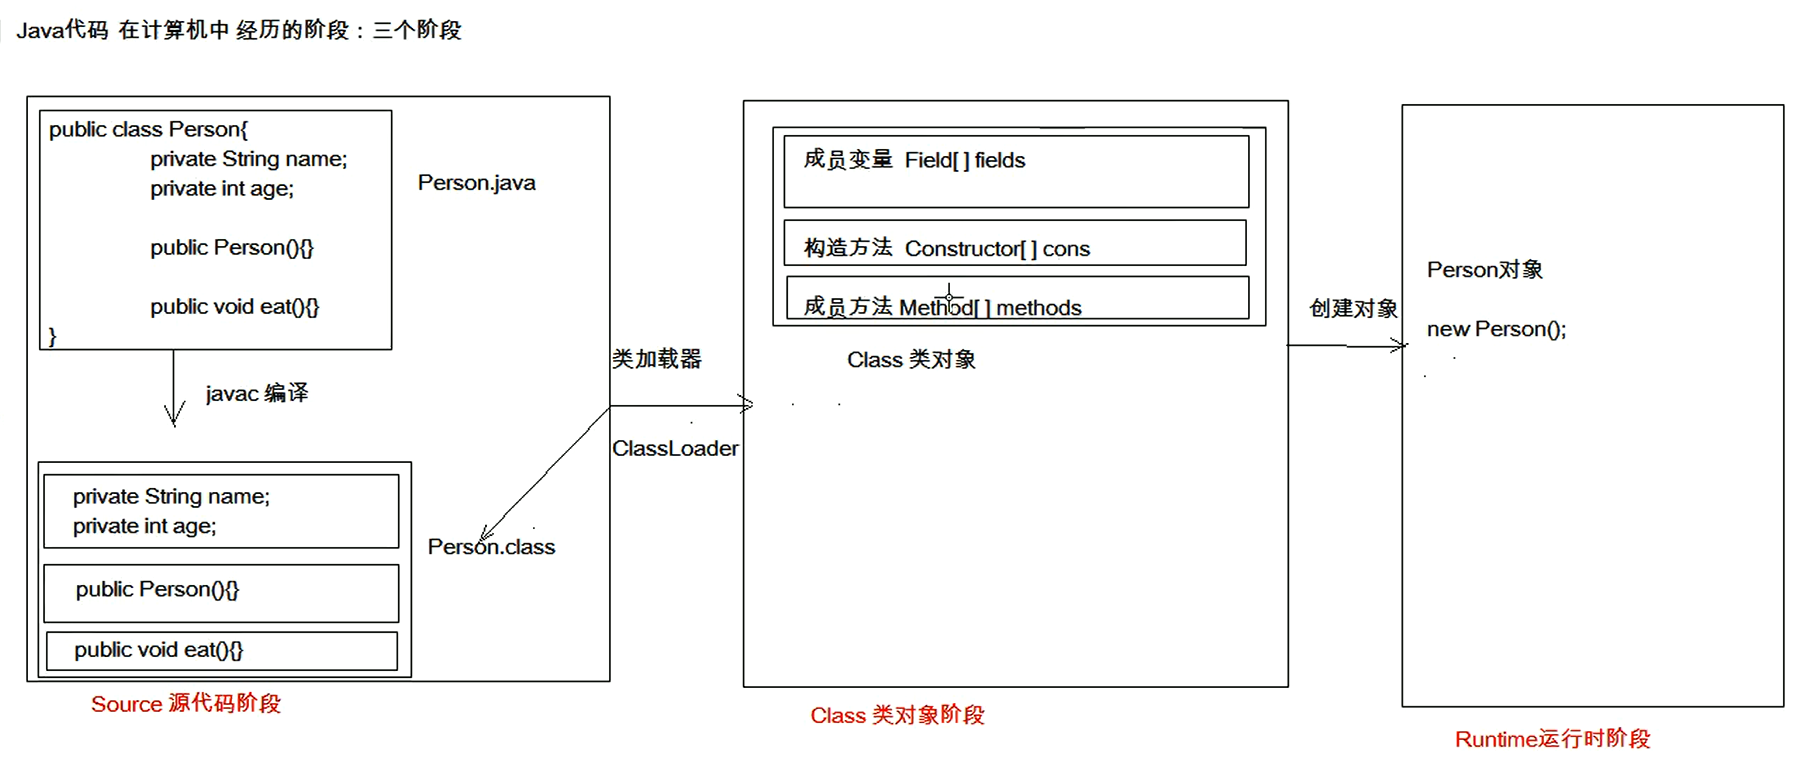 Java代码 在计算机中 经历的阶段：三个阶段
public class Person{
private String name;
private int age;
public Person(){}
public void eat(){}
}
Person.java
javac 编译
private String name;
private int age;
public Person(){}
public void eat(){}
Person.class
Source 源代码阶段
类加载器
ClassLoader
成员变量 Field[ ] fields
构造方法 Constructor[ ] cons
成员方法 Method[ ] methods
Class 类对象
Class 类对象阶段
创建对象
Person对象
new Person();
Runtime运行时阶段